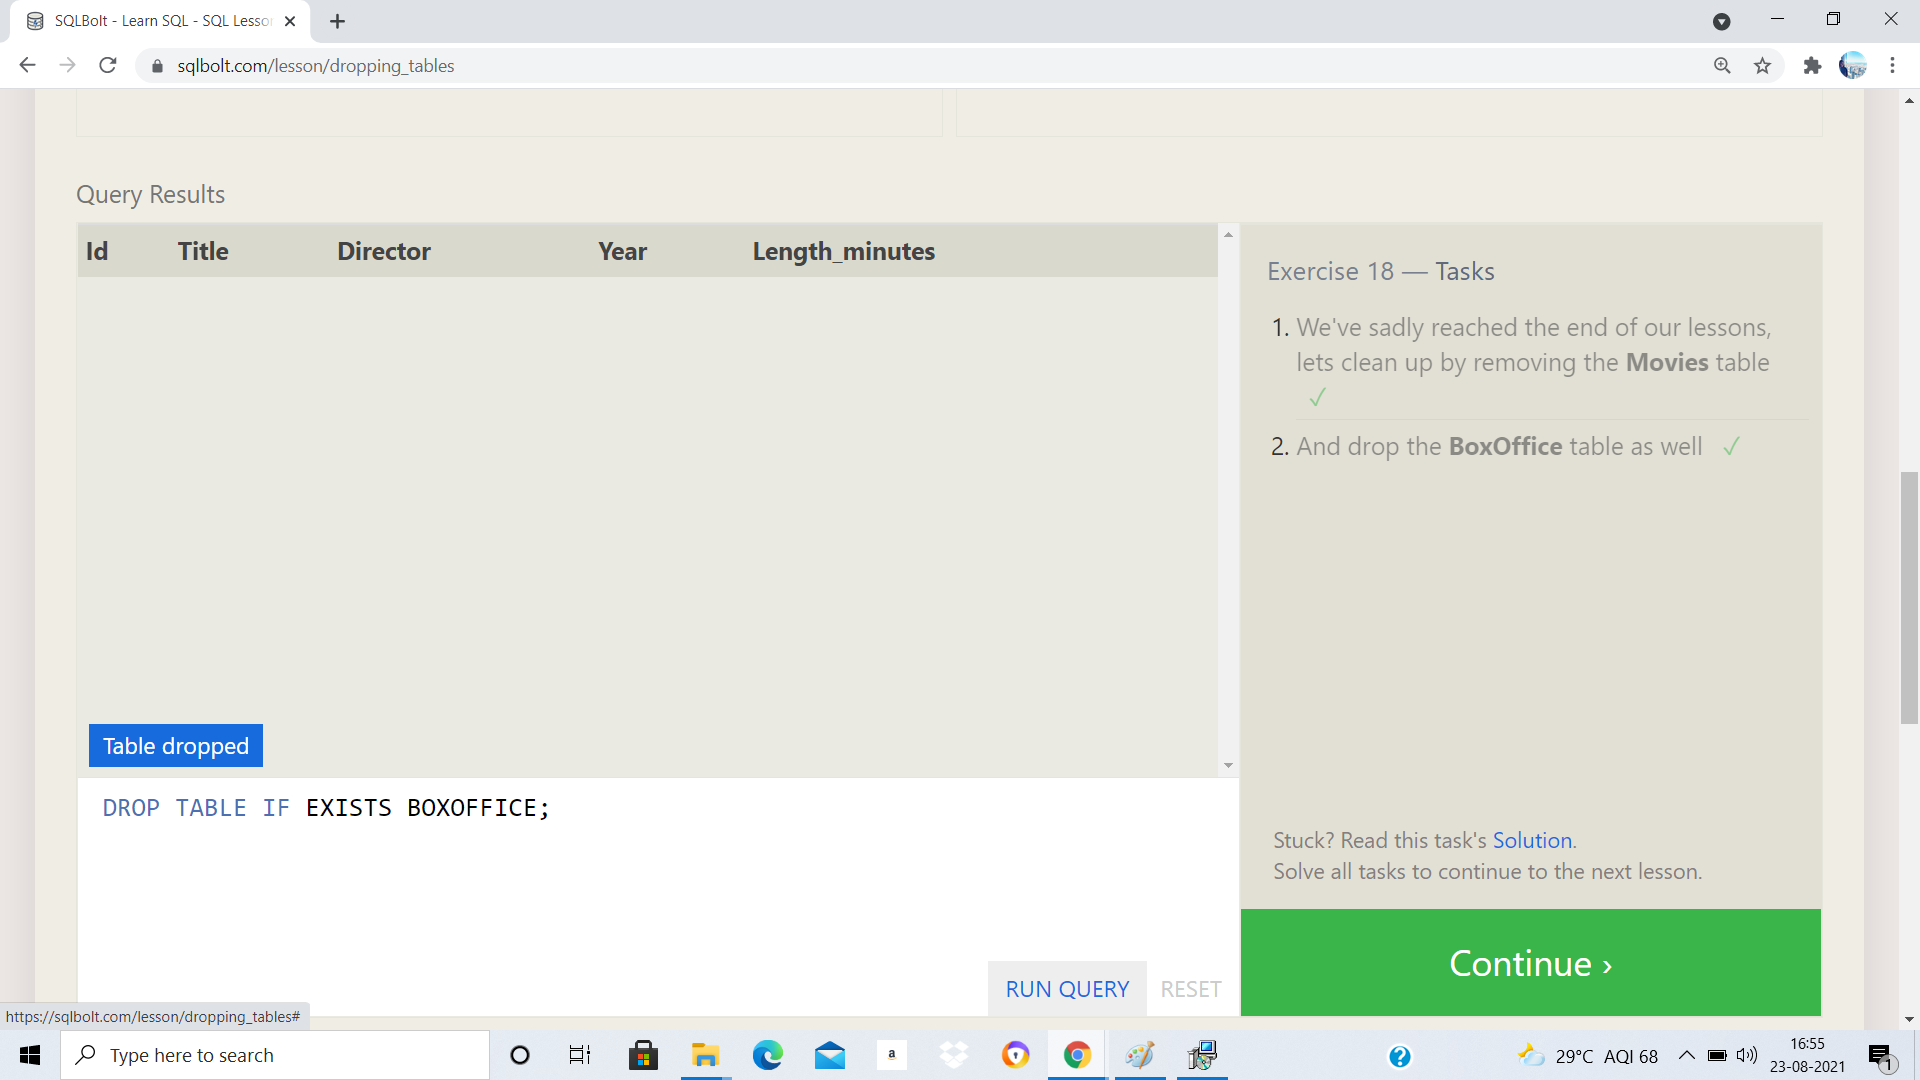 SQLBolt - Learn SQL - SQL Lesso
sqlbolt.com/lesson/dropping_tables
Query Results
Id Title Director Year Length_minutes
Table dropped
DROP TABLE IF EXISTS BOXOFFICE;
RUN QUERY RESET
Exercise 18 — Tasks
1. We've sadly reached the end of our lessons,
lets clean up by removing the Movies table
✓
2. And drop the BoxOffice table as well ✓
Stuck? Read this task's Solution.
Solve all tasks to continue to the next lesson.
Continue ›
https://sqlbolt.com/lesson/dropping_tables#
Type here to search
a
29°C AQI 68
16:55
23-08-2021
1